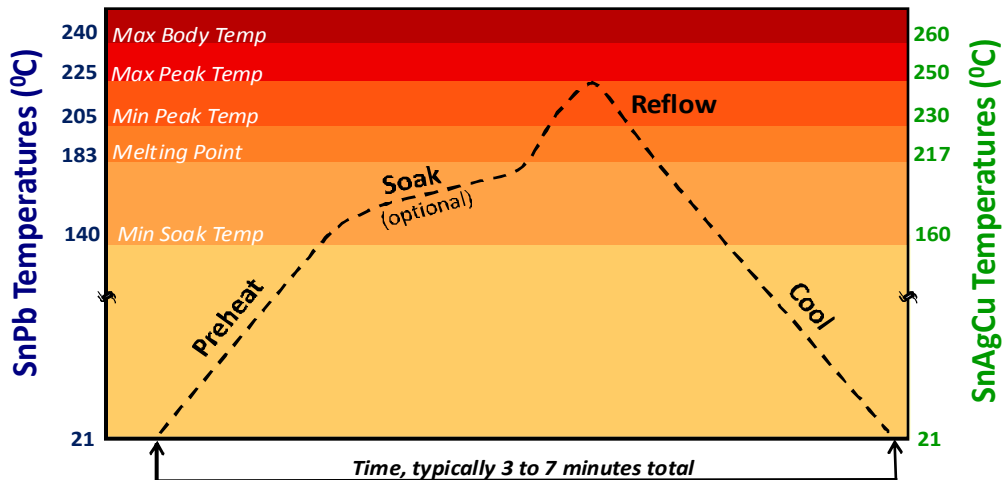 SnPb Temperatures (⁰C)
240
225
205
183
140
21
Max Body Temp
Max Peak Temp
Min Peak Temp
Melting Point
Min Soak Temp
Preheat
Soak
(optional)
Reflow
Cool
260
250
230
217
160
21
SnAgCu Temperatures (⁰C)
Time, typically 3 to 7 minutes total